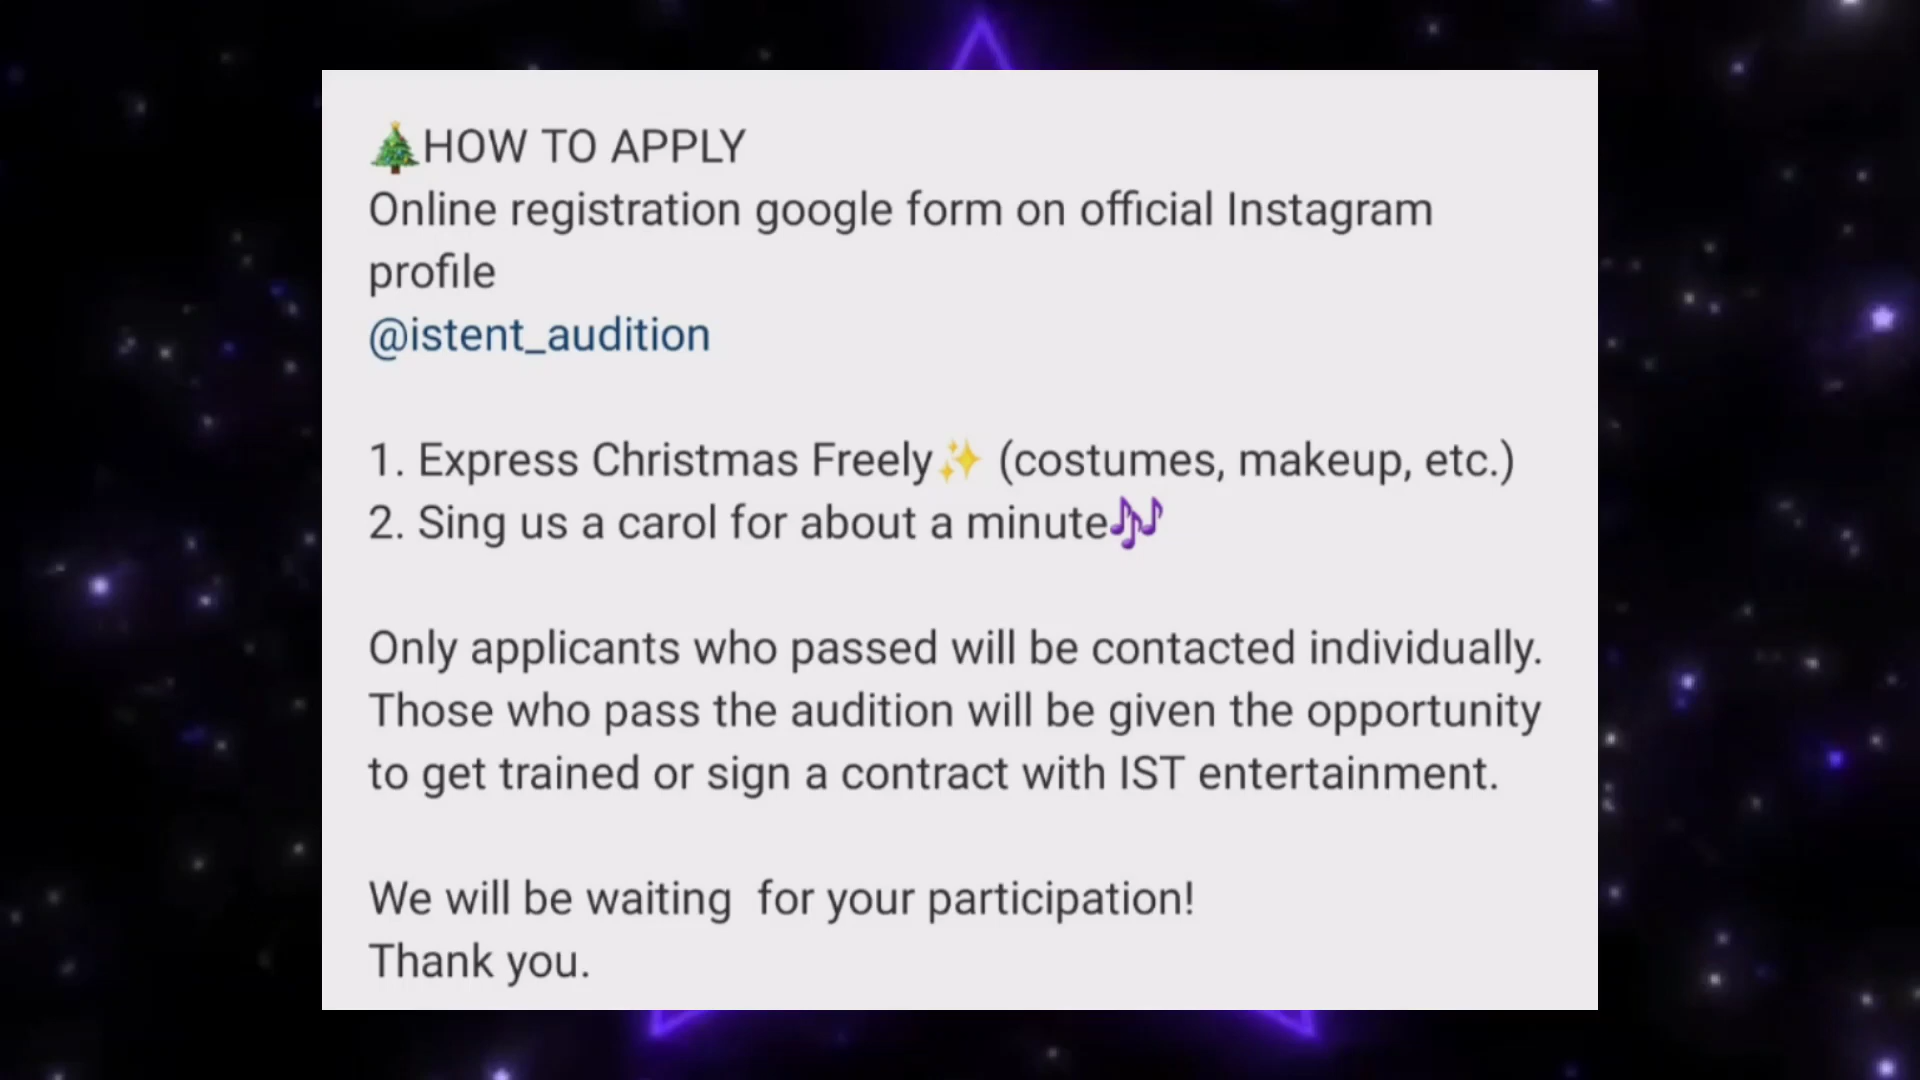 🎄HOW TO APPLY
Online registration google form on official Instagram
profile
@istent_audition
1. Express Christmas Freely✨ (costumes, makeup, etc.)
2. Sing us a carol for about a minute🎶
Only applicants who passed will be contacted individually.
Those who pass the audition will be given the opportunity
to get trained or sign a contract with IST entertainment.
We will be waiting  for your participation!
Thank you.